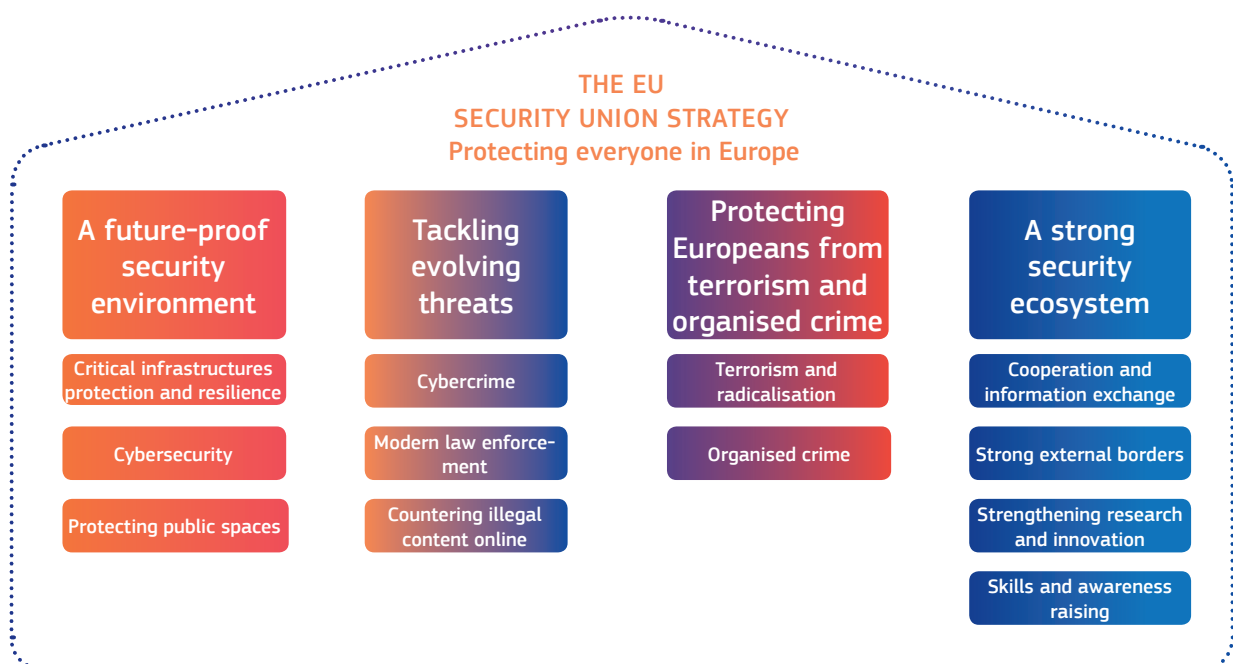 THE EU
SECURITY UNION STRATEGY
Protecting everyone in Europe
A future-proof
security
environment
Critical infrastructures
protection and resilience
Cybersecurity
Protecting public spaces
Tackling
evolving
threats
Cybercrime
Modern law enforce-
ment
Countering illegal
content online
Protecting
Europeans from
terrorism and
organised crime
Terrorism and
radicalisation
Organised crime
A strong
security
ecosystem
Cooperation and
information exchange
Strong external borders
Strengthening research
and innovation
Skills and awareness
raising